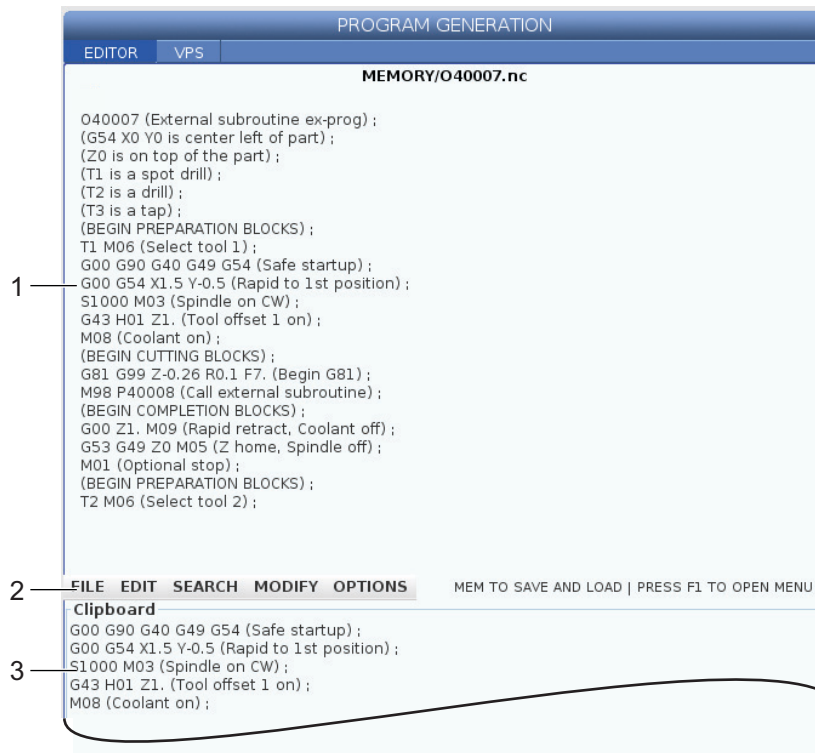 PROGRAM GENERATION
EDITOR VPS
MEMORY/O40007.nc
O40007 (External subroutine ex-prog) ;
(G54 X0 Y0 is center left of part) ;
(Z0 is on top of the part) ;
(T1 is a spot drill) ;
(T2 is a drill) ;
(T3 is a tap) ;
(BEGIN PREPARATION BLOCKS) ;
T1 M06 (Select tool 1) ;
G00 G90 G40 G49 G54 (Safe startup) ;
1 G00 G54 X1.5 Y-0.5 (Rapid to 1st position) ;
S1000 M03 (Spindle on CW) ;
G43 H01 Z1. (Tool offset 1 on) ;
M08 (Coolant on) ;
(BEGIN CUTTING BLOCKS) ;
G81 G99 Z-0.26 R0.1 F7. (Begin G81) ;
M98 P40008 (Call external subroutine) ;
(BEGIN COMPLETION BLOCKS) ;
G00 Z1. M09 (Rapid retract, Coolant off) ;
G53 G49 Z0 M05 (Z home, Spindle off) ;
M01 (Optional stop) ;
(BEGIN PREPARATION BLOCKS) ;
T2 M06 (Select tool 2) ;
2 FILE EDIT SEARCH MODIFY OPTIONS MEM TO SAVE AND LOAD | PRESS F1 TO OPEN MENU
Clipboard
G00 G90 G40 G49 G54 (Safe startup) ;
G00 G54 X1.5 Y-0.5 (Rapid to 1st position) ;
3 S1000 M03 (Spindle on CW) ;
G43 H01 Z1. (Tool offset 1 on) ;
M08 (Coolant on) ;